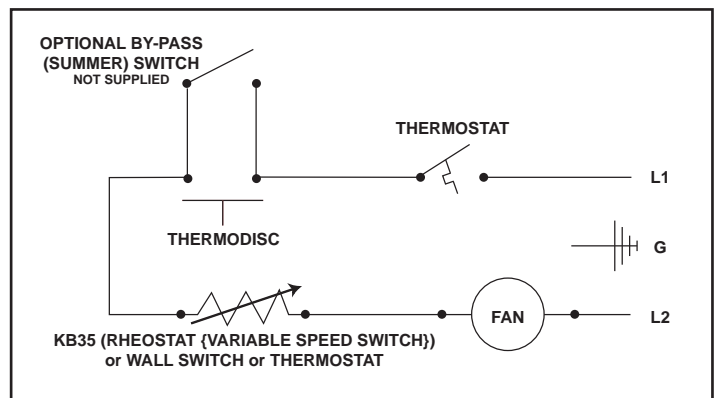 OPTIONAL BY-PASS
(SUMMER) SWITCH
NOT SUPPLIED
THERMOSTAT
L1
THERMODISC
G
FAN
L2
KB35 (RHEOSTAT {VARIABLE SPEED SWITCH})
or WALL SWITCH or THERMOSTAT